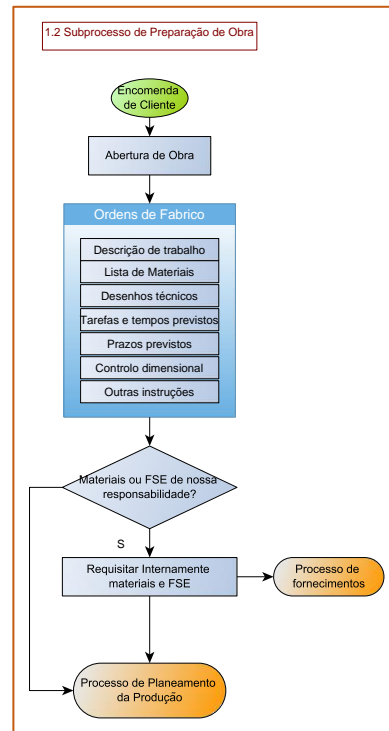 1.2 Subprocesso de Preparação de Obra
Encomenda
de Cliente
Abertura de Obra
Ordens de Fabrico
Descrição de trabalho
Lista de Materiais
Desenhos técnicos
Tarefas e tempos previstos
Prazos previstos
Controlo dimensional
Outras instruções
Materiais ou FSE de nossa
responsabilidade?
S
Requisitar Internamente
materiais e FSE
Processo de
fornecimentos
Processo de Planeamento
da Produção